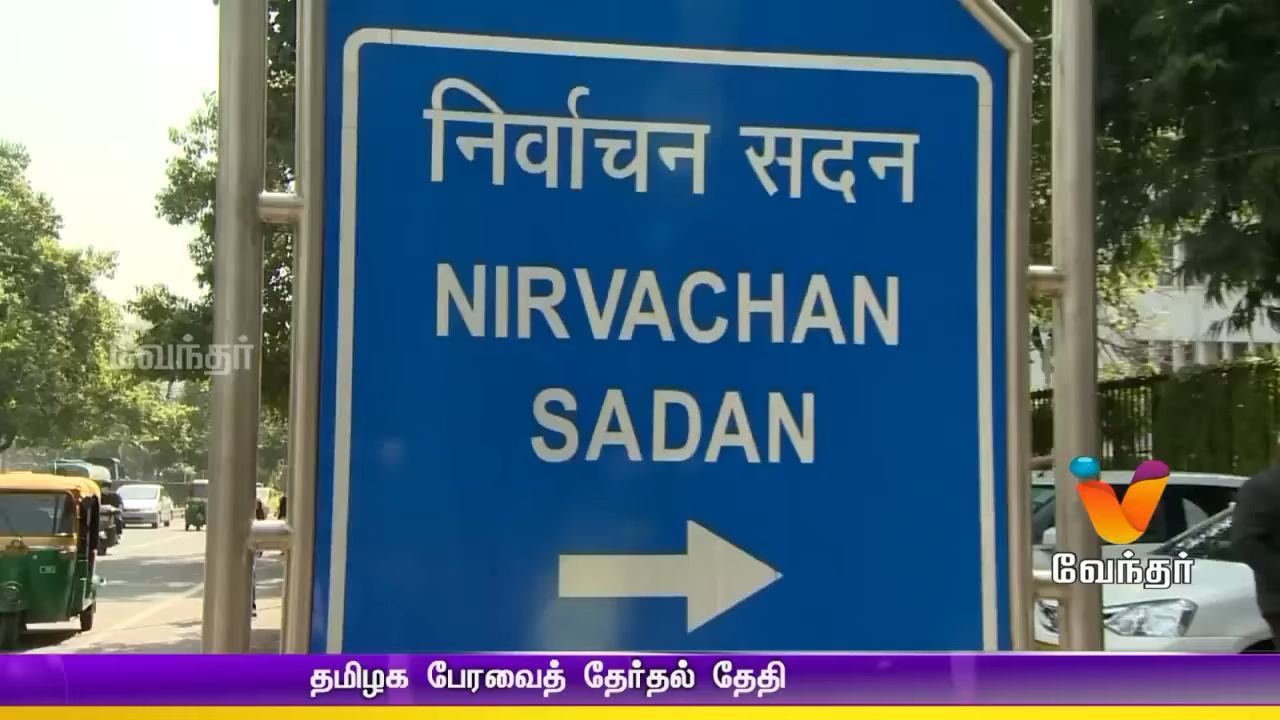 निर्वाचन सदन
NIRVACHAN
SADAN
வேந்தர்
வேந்தர்
தமிழக பேரவைத் தேர்தல் தேதி